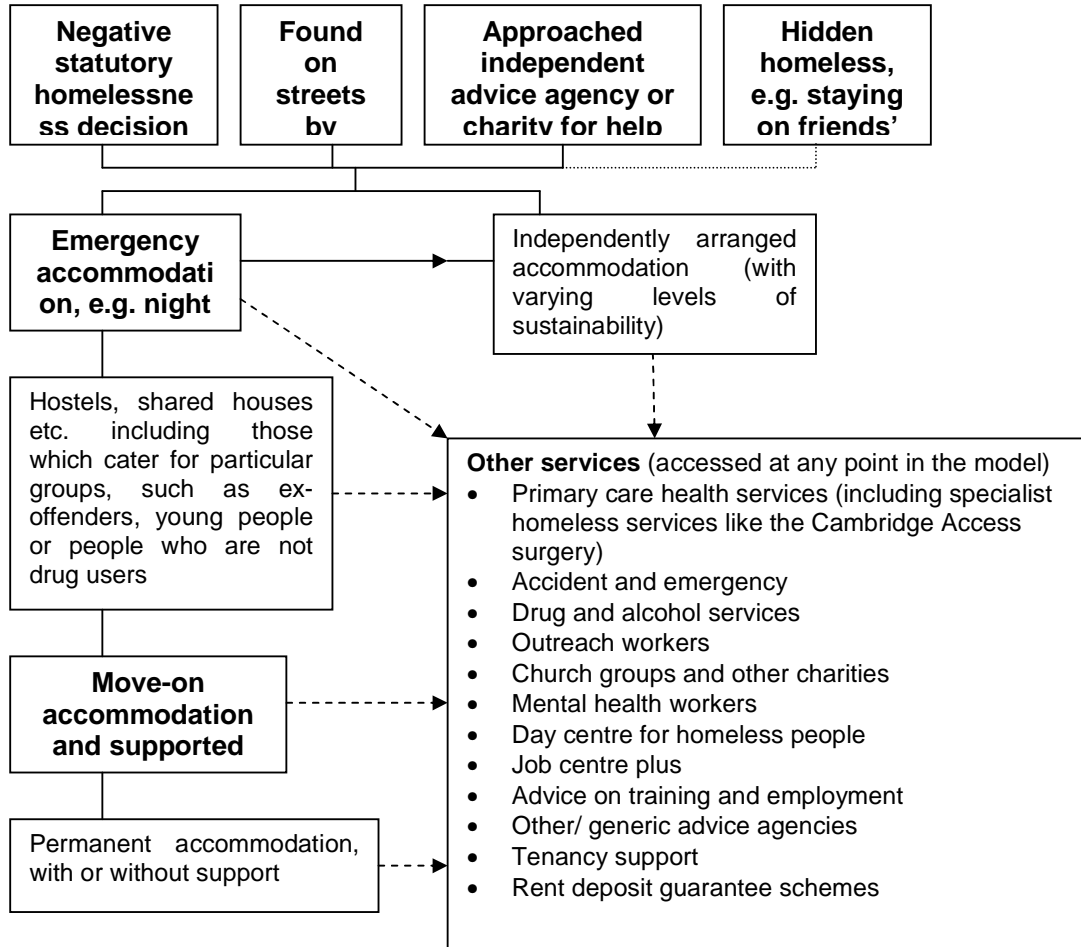 Negative
statutory
homelessne
ss decision
Found
on
streets
by
Approached
independent
advice agency or
charity for help
Hidden
homeless,
e.g. staying
on friends’
Emergency
accommodati
on, e.g. night
Independently arranged
accommodation (with
varying levels of
sustainability)
Hostels, shared houses
etc. including those
which cater for particular
groups, such as ex-
offenders, young people
or people who are not
drug users
Move-on
accommodation
and supported
Permanent accommodation,
with or without support
Other services (accessed at any point in the model)
• Primary care health services (including specialist
homeless services like the Cambridge Access
surgery)
• Accident and emergency
• Drug and alcohol services
• Outreach workers
• Church groups and other charities
• Mental health workers
• Day centre for homeless people
• Job centre plus
• Advice on training and employment
• Other/ generic advice agencies
• Tenancy support
• Rent deposit guarantee schemes